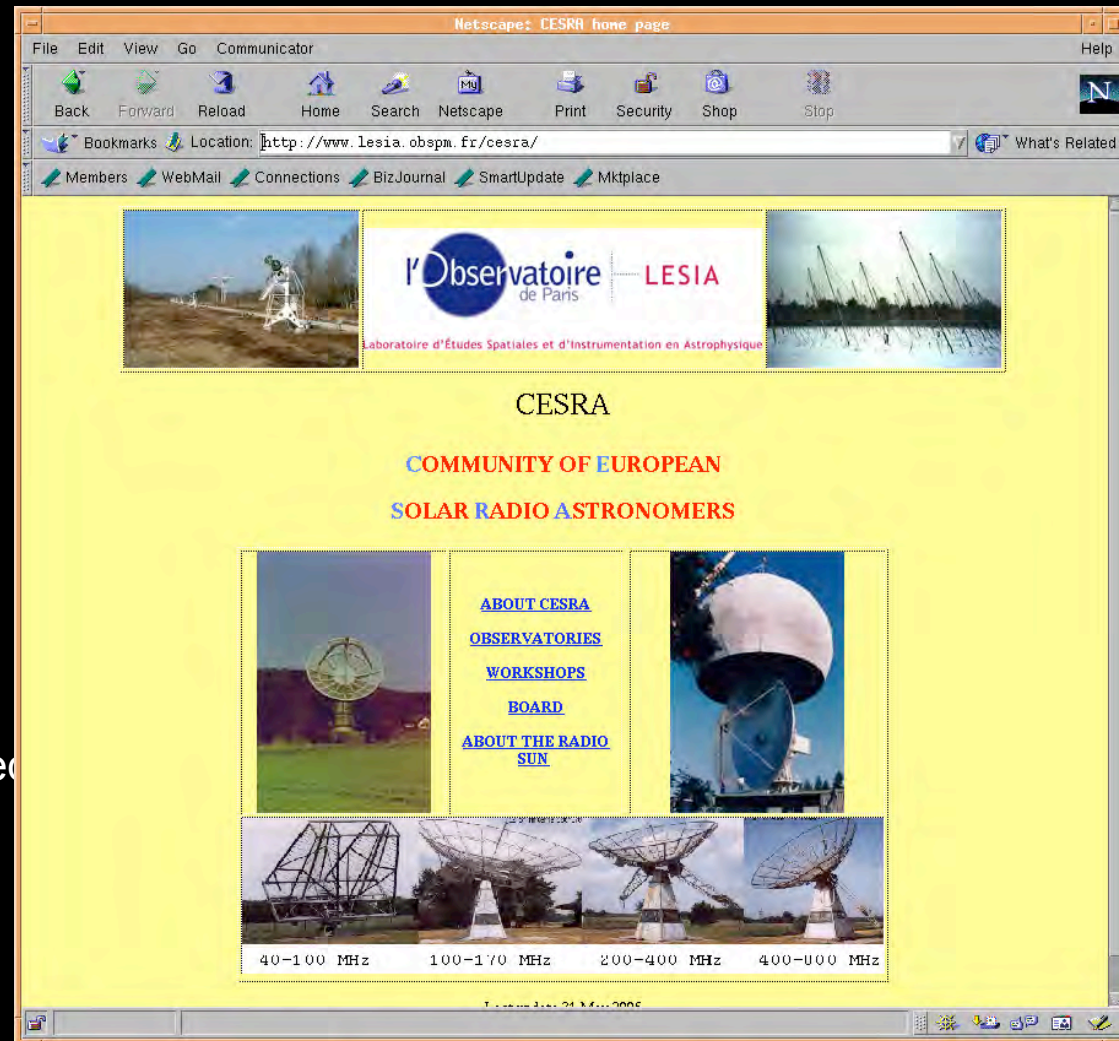 Netscape: CESRA home page
File Edit View Go Communicator Help
Back Forward Reload Home Search Netscape Print Security Shop Stop
Bookmarks Location: http://www.lesia.obspm.fr/cesra/ What's Related
Members WebMail Connections BizJournal SmartUpdate Mktplace
l'Observatoire LESIA
de Paris
Laboratoire d'Études Spatiales et d'Instrumentation en Astrophysique
CESRA
COMMUNITY OF EUROPEAN
SOLAR RADIO ASTRONOMERS
ABOUT CESRA
OBSERVATORIES
WORKSHOPS
BOARD
ABOUT THE RADIO
SUN
40-100 MHz 100-170 MHz 200-400 MHz 400-800 MHz